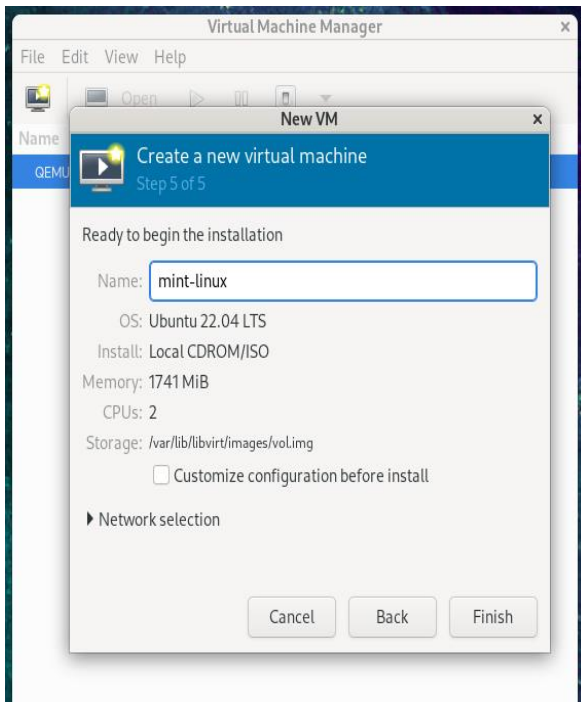 Virtual Machine Manager
File Edit View Help
Open
Name
QEMU
New VM
Create a new virtual machine
Step 5 of 5
Ready to begin the installation
Name: mint-linux
OS: Ubuntu 22.04 LTS
Install: Local CDROM/ISO
Memory: 1741 MiB
CPUs: 2
Storage: /var/lib/libvirt/images/vol.img
Customize configuration before install
Network selection
Cancel Back Finish